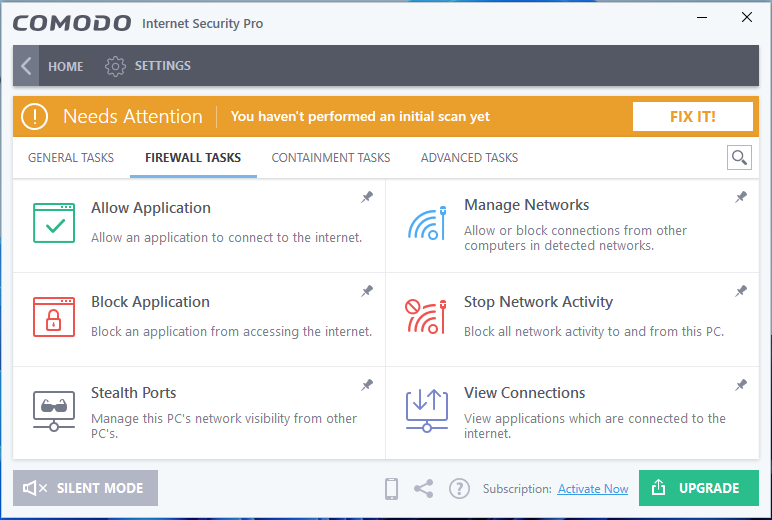 COMODO Internet Security Pro
HOME SETTINGS
Needs Attention You haven't performed an initial scan yet FIX IT!
GENERAL TASKS FIREWALL TASKS CONTAINMENT TASKS ADVANCED TASKS
Allow Application
Allow an application to connect to the internet.
Manage Networks
Allow or block connections from other
computers in detected networks.
Block Application
Block an application from accessing the internet.
Stop Network Activity
Block all network activity to and from this PC.
Stealth Ports
Manage this PC's network visibility from other
PC's.
View Connections
View applications which are connected to the
internet.
SILENT MODE Subscription: Activate Now UPGRADE